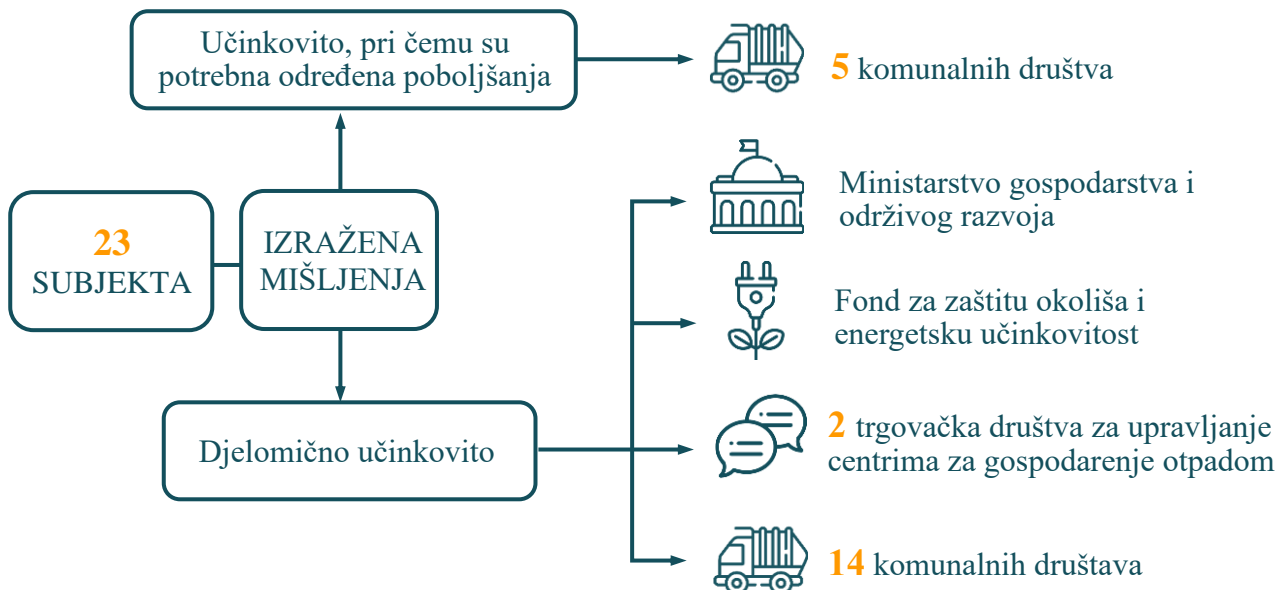 Učinkovito, pri čemu su
potrebna određena poboljšanja
5 komunalnih društva
23
SUBJEKTA
IZRAŽENA
MIŠLJENJA
Ministarstvo gospodarstva i
održivog razvoja
Fond za zaštitu okoliša i
energetsku učinkovitost
Djelomično učinkovito
2 trgovačka društva za upravljanje
centrima za gospodarenje otpadom
14 komunalnih društava